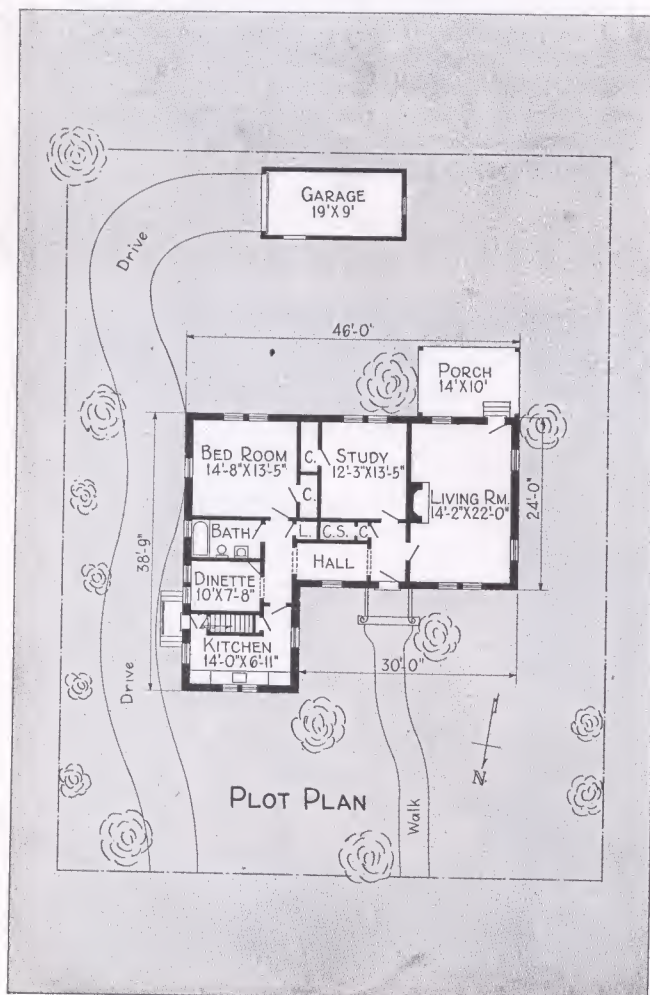 GARAGE
19'X 9'
Drive
46'-0"
PORCH
14'X10'
BED ROOM
14'-8"X13'-5"
C.
STUDY
12'-3"X13'-5"
C.
LIVING RM.
14'-2"X22'-0"
24'-0"
38'-9"
BATH
L.
C.S.
C.
HALL
DINETTE
10'X7'-8"
KITCHEN
14'-0"X6'-11"
30'-0"
Drive
N.
PLOT PLAN
Walk